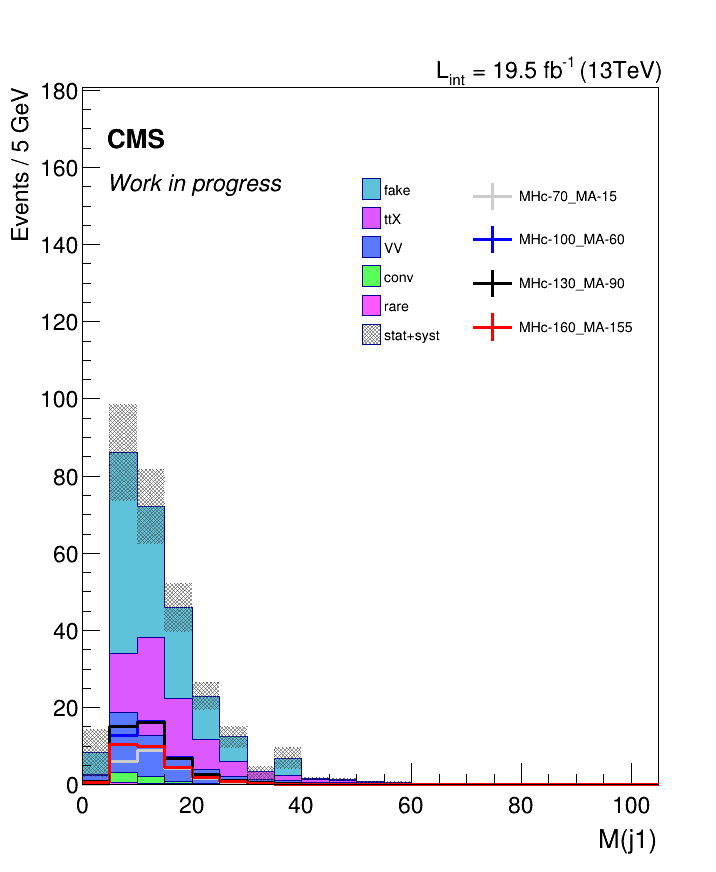 L_int = 19.5 fb^-1 (13TeV)
Events / 5 GeV
180
160
140
120
100
80
60
40
20
0
CMS
Work in progress
fake
ttX
VV
conv
rare
stat+syst
MHc-70_MA-15
MHc-100_MA-60
MHc-130_MA-90
MHc-160_MA-155
0 20 40 60 80 100
M(j1)